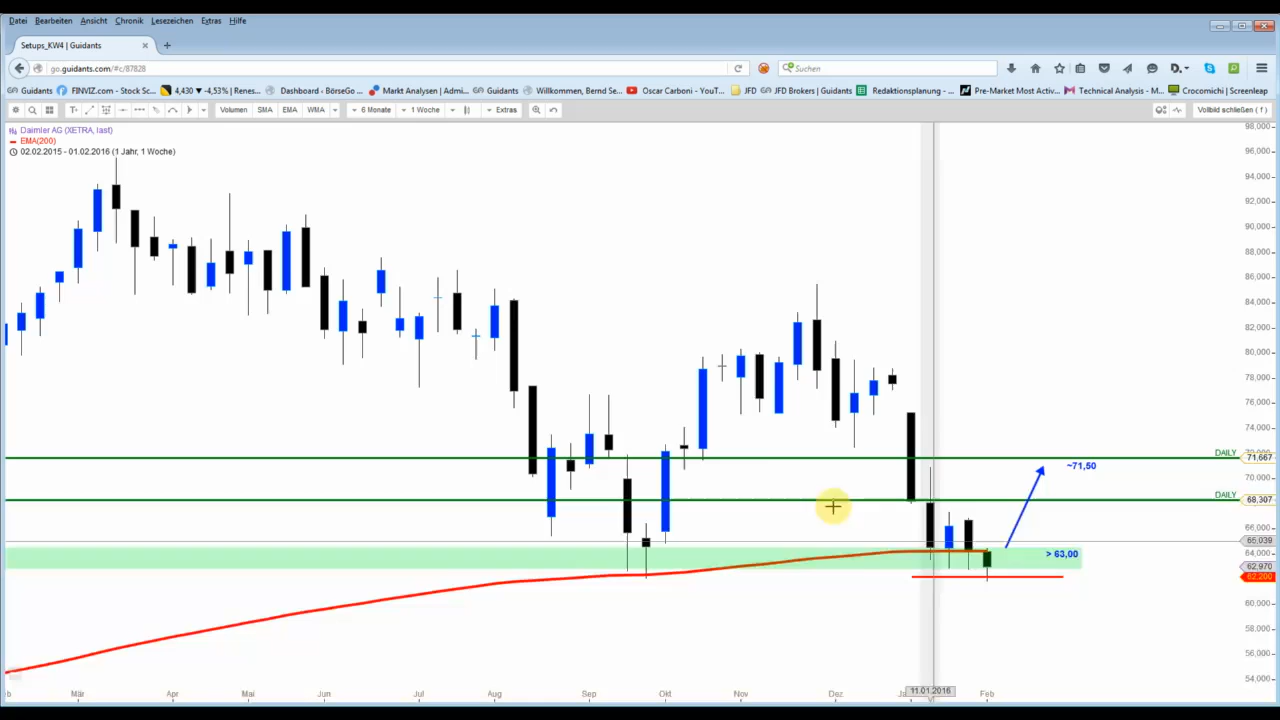 Datei Bearbeiten Ansicht Chronik Lesezeichen Extras Hilfe
Setups_KW4 | Guidants
go.guidants.com/#c/87828
Suchen
Guidants FINVIZ.com - Stock Sc... 4,430 ▼ -4,53% | Renes... Dashboard - BörseGo ... Markt Analysen | Admi... Guidants Willkommen, Bernd Se... Oscar Carboni - YouT... JFD JFD Brokers | Guidants Redaktionsplanung - ... Pre-Market Most Activ... Technical Analysis - M... Crocomichi | Screenleap
Volumen SMA EMA WMA 6 Monate 1 Woche Extras Vollbild schließen ( f )
Daimler AG (XETRA, last)
EMA(200)
02.02.2015 - 01.02.2016 (1 Jahr, 1 Woche)
98,000
96,000
94,000
92,000
90,000
88,000
86,000
84,000
82,000
80,000
78,000
76,000
74,000
DAILY
71,667
~71,50
70,000
DAILY
68,307
66,000
66,039
64,000
> 63,00
62,970
62,200
60,000
58,000
56,000
54,000
Mär Apr Mai Jun Jul Aug Sep Okt Nov Dez 11.01.2016 Feb